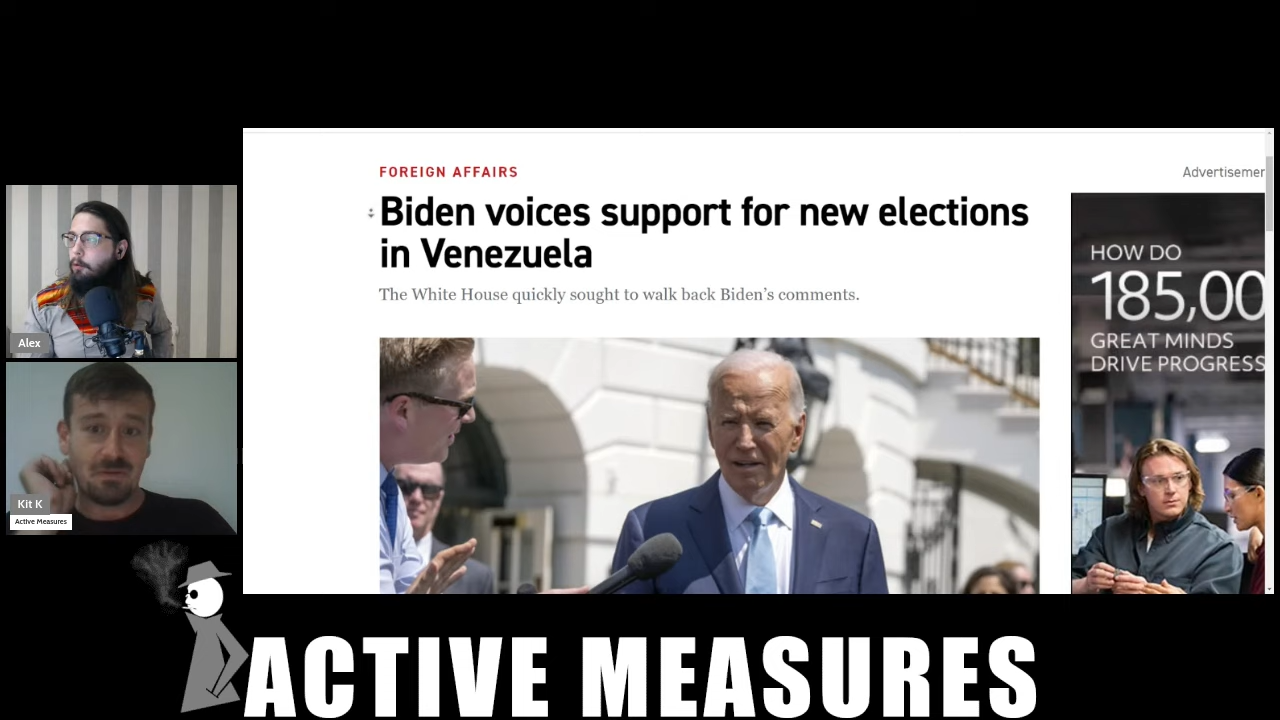 FOREIGN AFFAIRS
Advertisemen
Biden voices support for new elections
in Venezuela
The White House quickly sought to walk back Biden's comments.
HOW DO
185,00
GREAT MINDS
DRIVE PROGRESS
Alex
Kit K
Active Measures
ACTIVE MEASURES